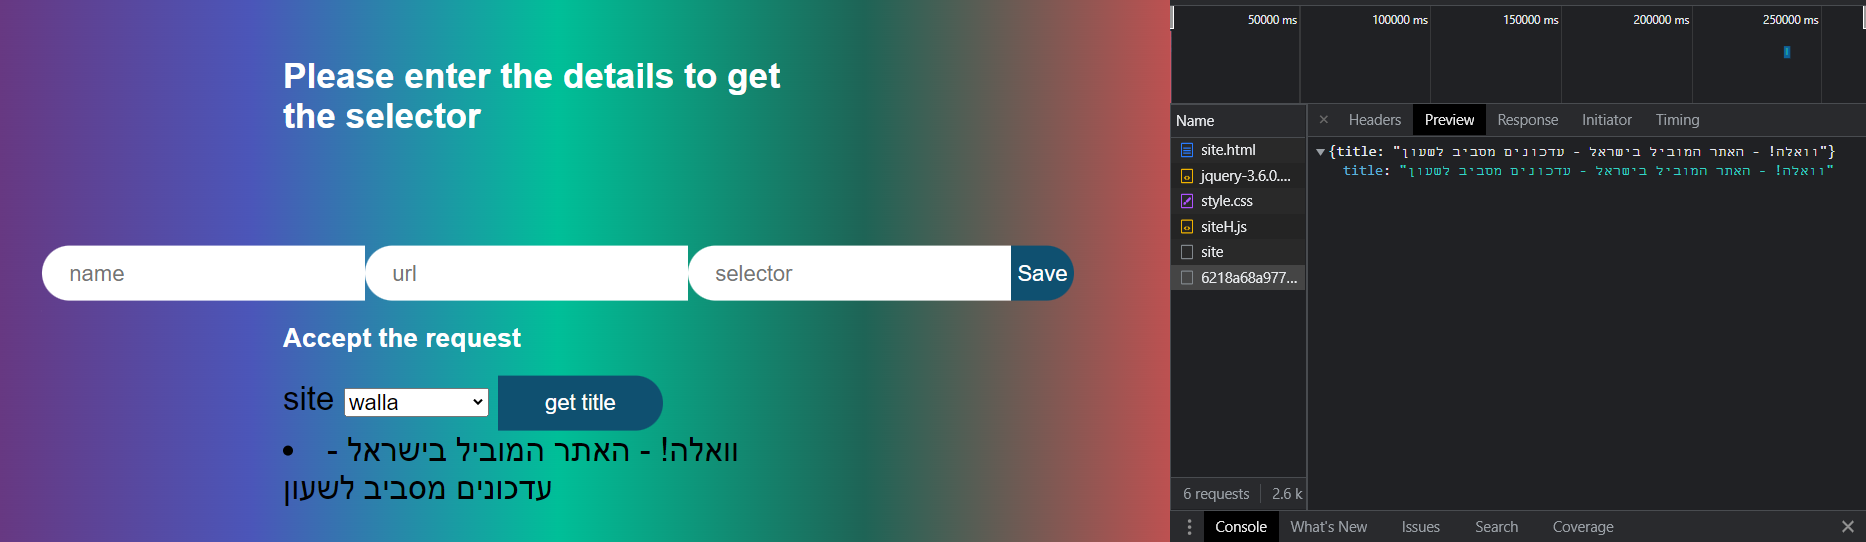 Please enter the details to get
the selector
name
url
selector
Save
Accept the request
site
walla
get title
וואלה! - האתר המוביל בישראל -
עדכונים מסביב לשעון
50000 ms
100000 ms
150000 ms
200000 ms
250000 ms
Name
site.html
jquery-3.6.0....
style.css
siteH.js
site
6218a68a977...
6 requests
2.6 k
Headers
Preview
Response
Initiator
Timing
{title: "וואלה! - האתר המוביל בישראל - עדכונים מסביב לשעון"}
title: "וואלה! - האתר המוביל בישראל - עדכונים מסביב לשעון"
Console
What's New
Issues
Search
Coverage